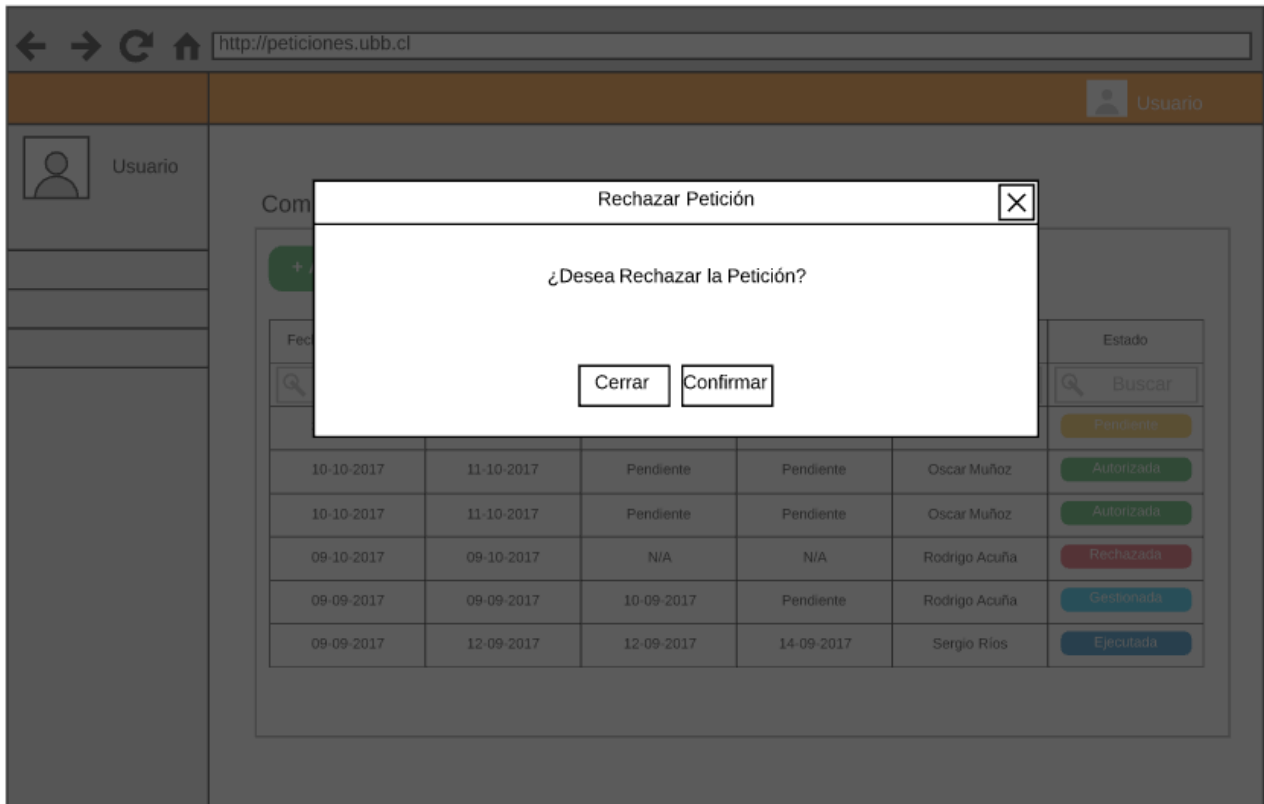 http://peticiones.ubb.cl
Usuario
Usuario
Com
Rechazar Petición
¿Desea Rechazar la Petición?
Cerrar Confirmar
+
Fec Estado
Buscar
Pendiente
10-10-2017 11-10-2017 Pendiente Pendiente Oscar Muñoz Autorizada
10-10-2017 11-10-2017 Pendiente Pendiente Oscar Muñoz Autorizada
09-10-2017 09-10-2017 N/A N/A Rodrigo Acuña Rechazada
09-09-2017 09-09-2017 10-09-2017 Pendiente Rodrigo Acuña Gestionada
09-09-2017 12-09-2017 12-09-2017 14-09-2017 Sergio Ríos Ejecutada